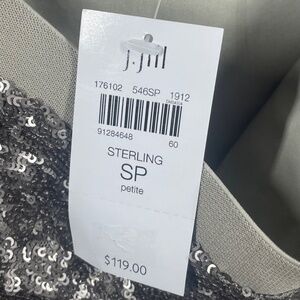 j.jill
176102 546SP 1912
91284648 60
STERLING
SP
petite
$119.00